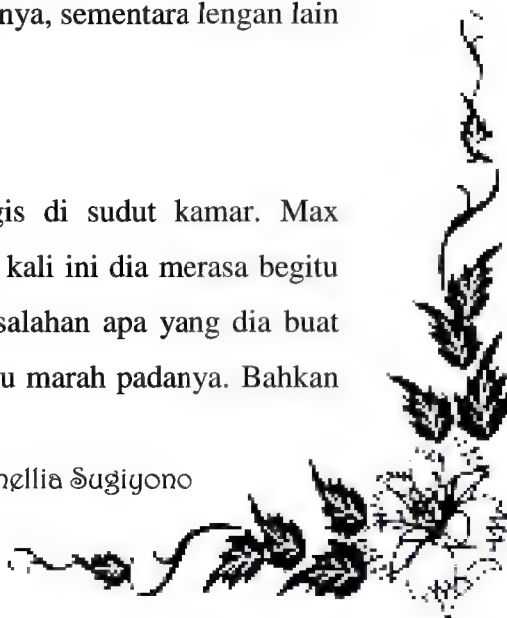 nya, sementara lengan lain
gis di sudut kamar. Max
kali ini dia merasa begitu
salahan apa yang dia buat
u marah padanya. Bahkan
nellia Sugiyono